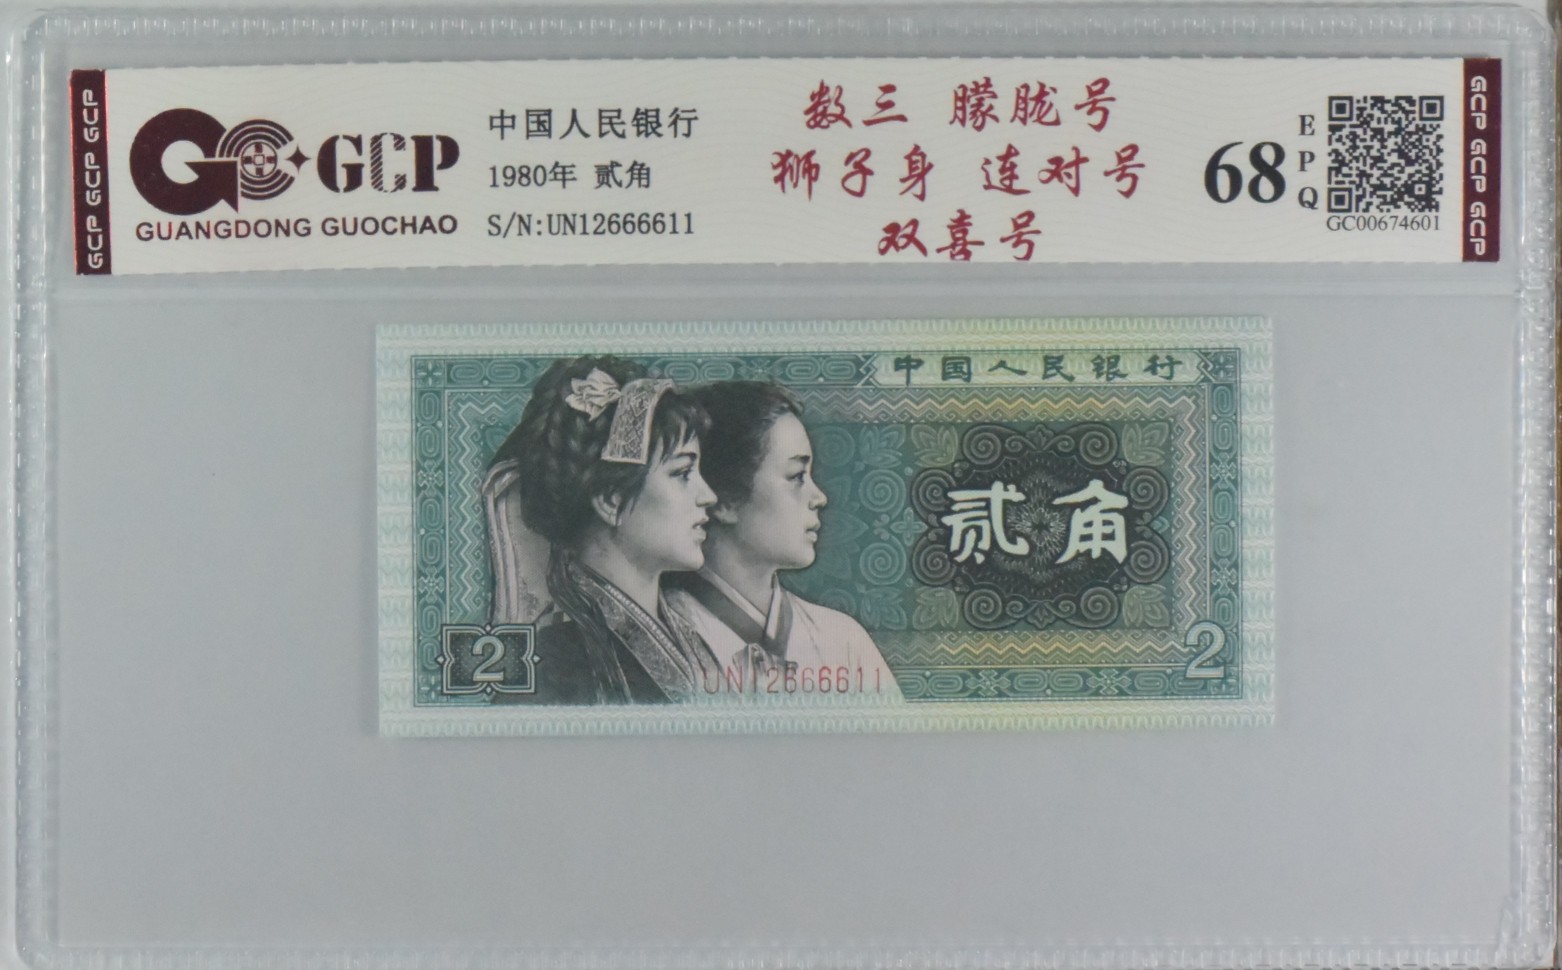 GCP GCP GCP
GCP
GUANGDONG GUOCHAO
中国人民银行
1980年 贰角
S/N:UN12666611
数三 朦胧号
狮子身 连对号
双喜号
68
EPQ
GC00674601
GCP GCP GCP
中国人民银行
贰角
2
2
UN12666611